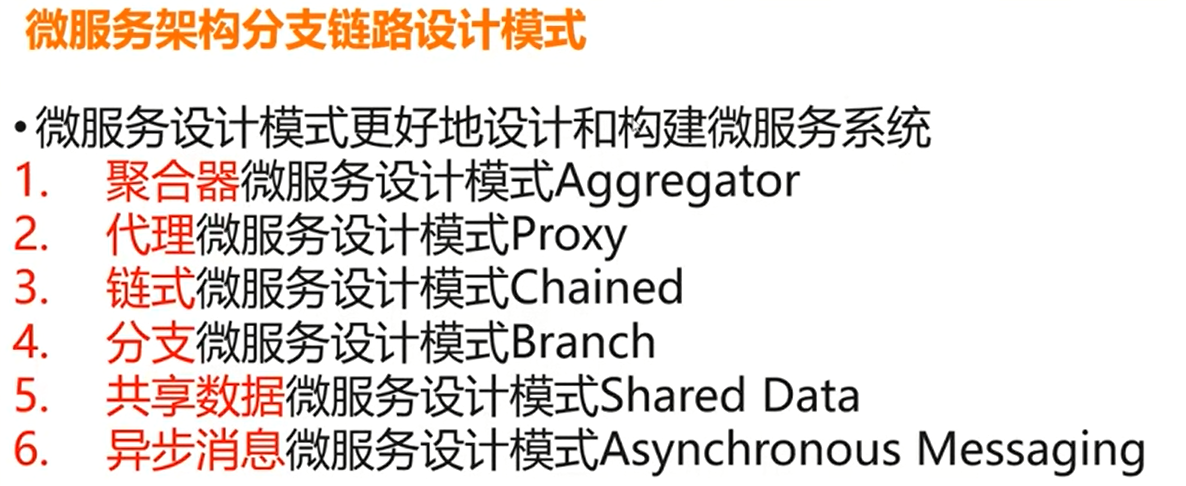 微服务架构分支链路设计模式
•微服务设计模式更好地设计和构建微服务系统
1. 聚合器微服务设计模式Aggregator
2. 代理微服务设计模式Proxy
3. 链式微服务设计模式Chained
4. 分支微服务设计模式Branch
5. 共享数据微服务设计模式Shared Data
6. 异步消息微服务设计模式Asynchronous Messaging